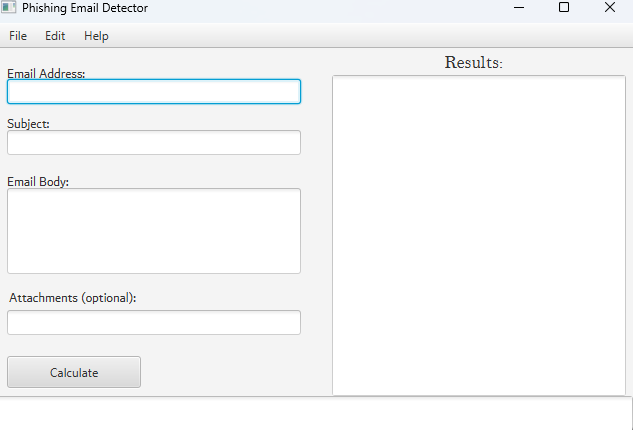 Phishing Email Detector
File Edit Help
Email Address:
Subject:
Email Body:
Attachments (optional):
Calculate
Results: